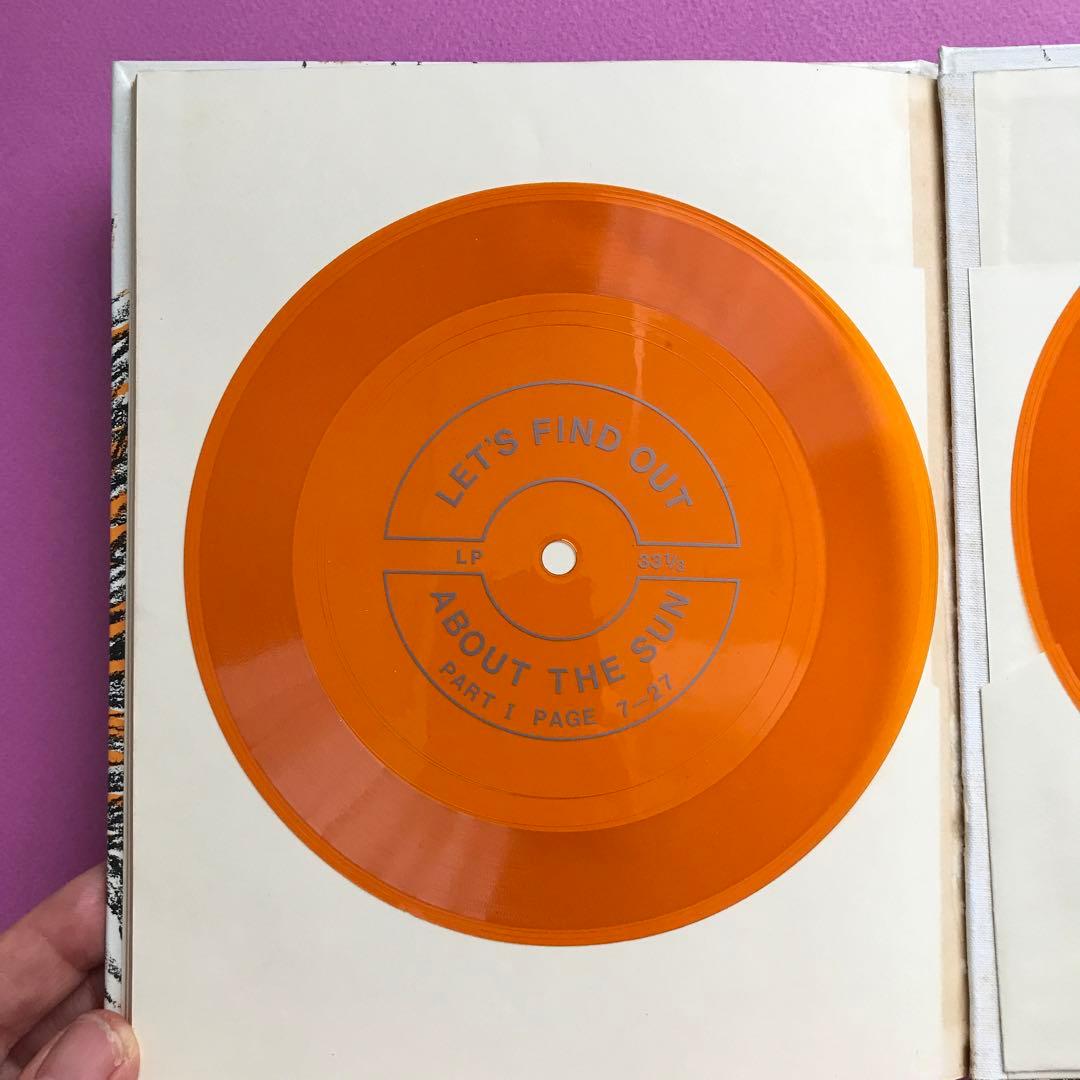 LET'S FIND OUT
LP 33⅓
ABOUT THE SUN
PART I PAGE 7–27